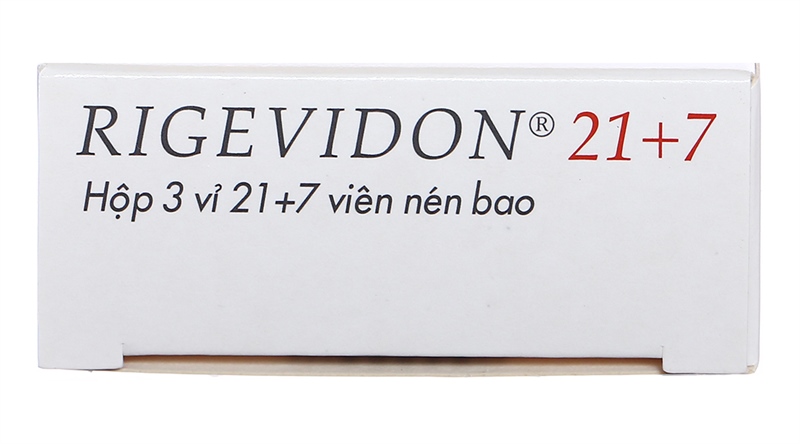 RIGEVIDON® 21+7
Hộp 3 vỉ 21+7 viên nén bao